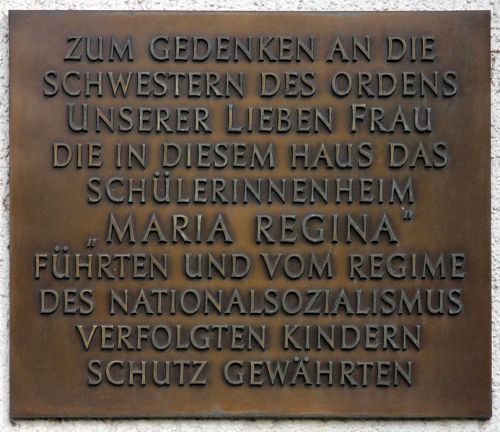 ZUM GEDENKEN AN DIE
SCHWESTERN DES ORDENS
UNSERER LIEBEN FRAU
DIE IN DIESEM HAUS DAS
SCHÜLERINNENHEIM
„MARIA REGINA"
FÜHRTEN UND VOM REGIME
DES NATIONALSOZIALISMUS
VERFOLGTEN KINDERN
SCHUTZ GEWÄHRTEN